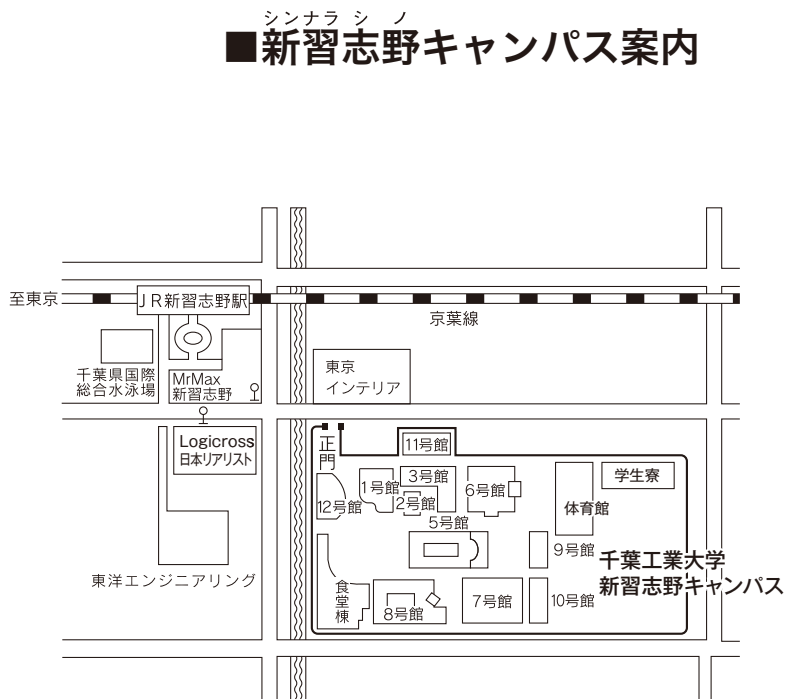 シンナラシノ
■新習志野キャンパス案内
至東京
JR新習志野駅
京葉線
千葉県国際
総合水泳場
MrMax
新習志野
東京
インテリア
Logicross
日本リアリスト
正門
11号館
1号館
3号館
2号館
12号館
5号館
6号館
体育館
学生寮
9号館
千葉工業大学
新習志野キャンパス
東洋エンジニアリング
食堂棟
8号館
7号館
10号館